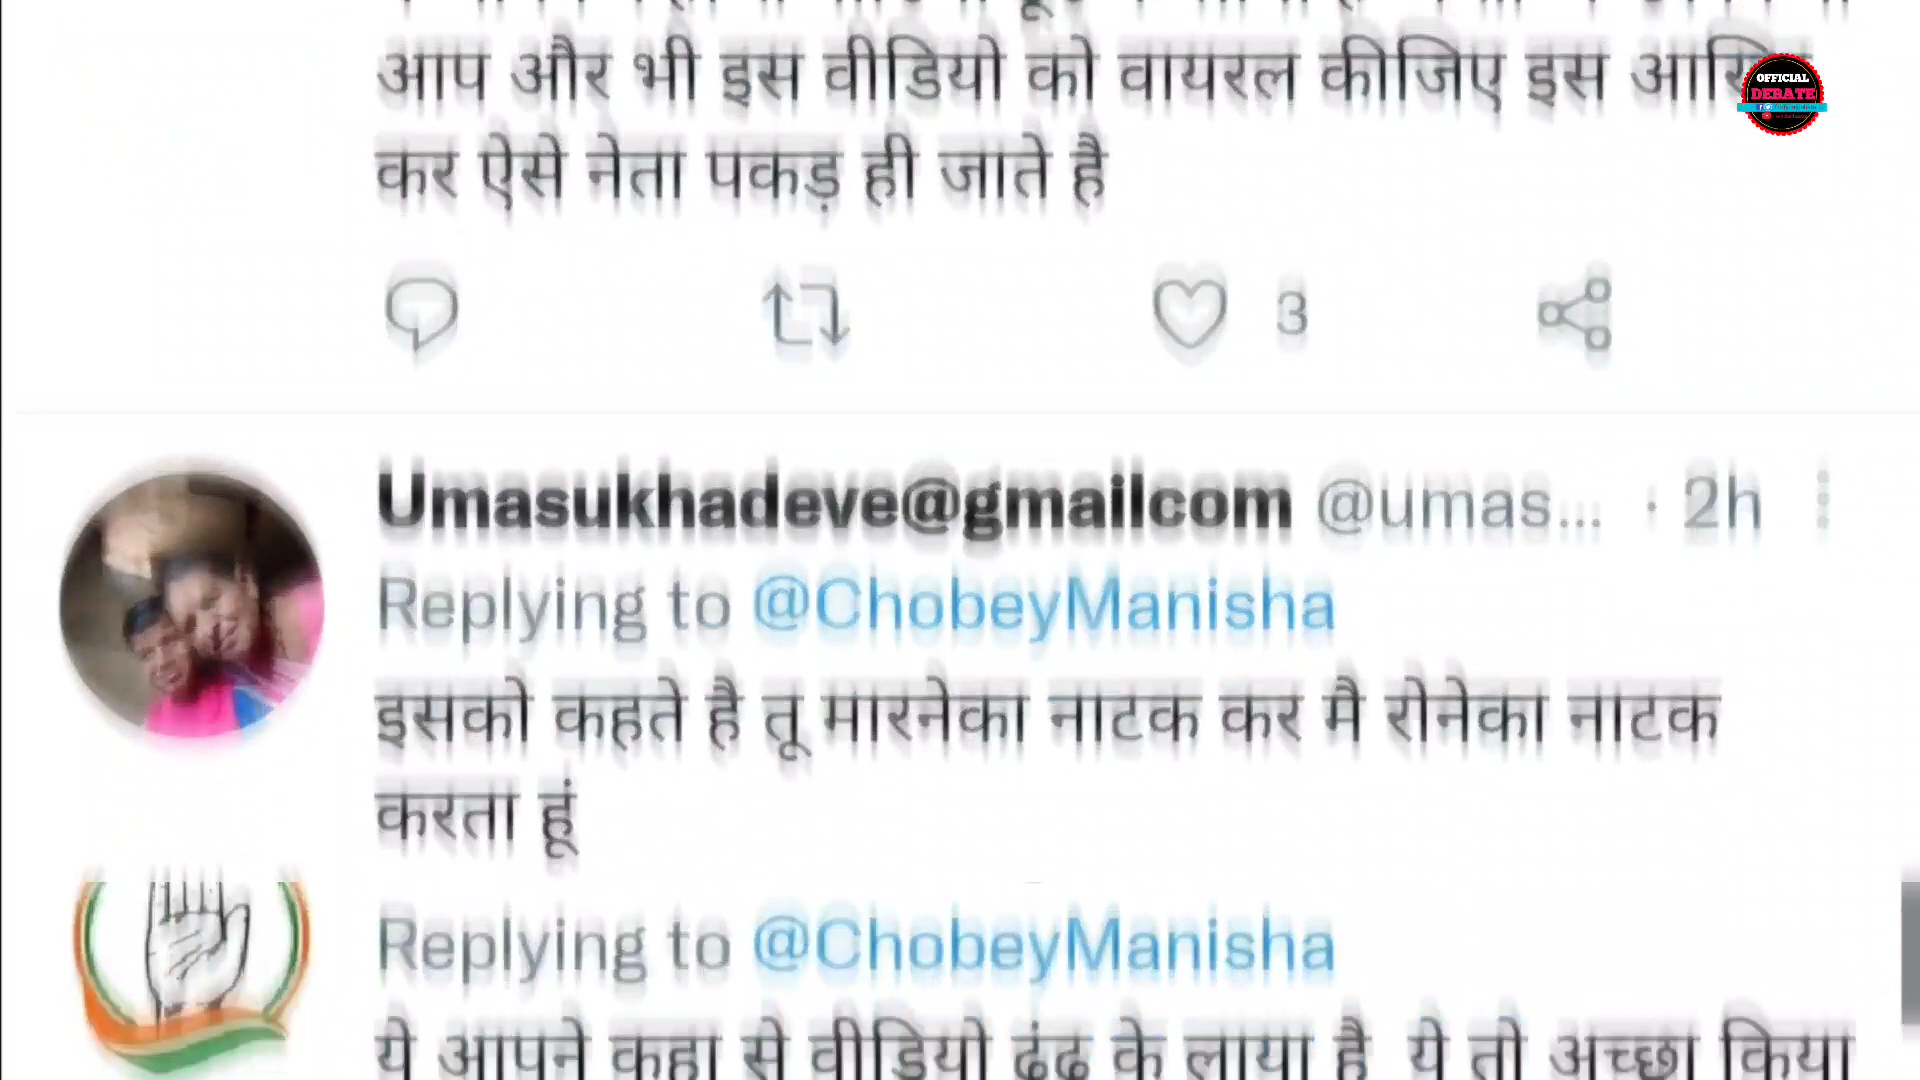 आप और भी इस वीडियो को वायरल कीजिए इस
OFFICIAL
DEBATE
कर ऐसे नेता पकड़ ही जाते है
3
Umasukhadeve@gmailcom @umas... · 2h
Replying to @ChobeyManisha
इसको कहते है तू मारनेका नाटक कर मै रोनेका नाटक
करता हूं
Replying to @ChobeyManisha
ये आपने कहा से वीडियो ढूंढ के लाया है ये तो अच्छा किया